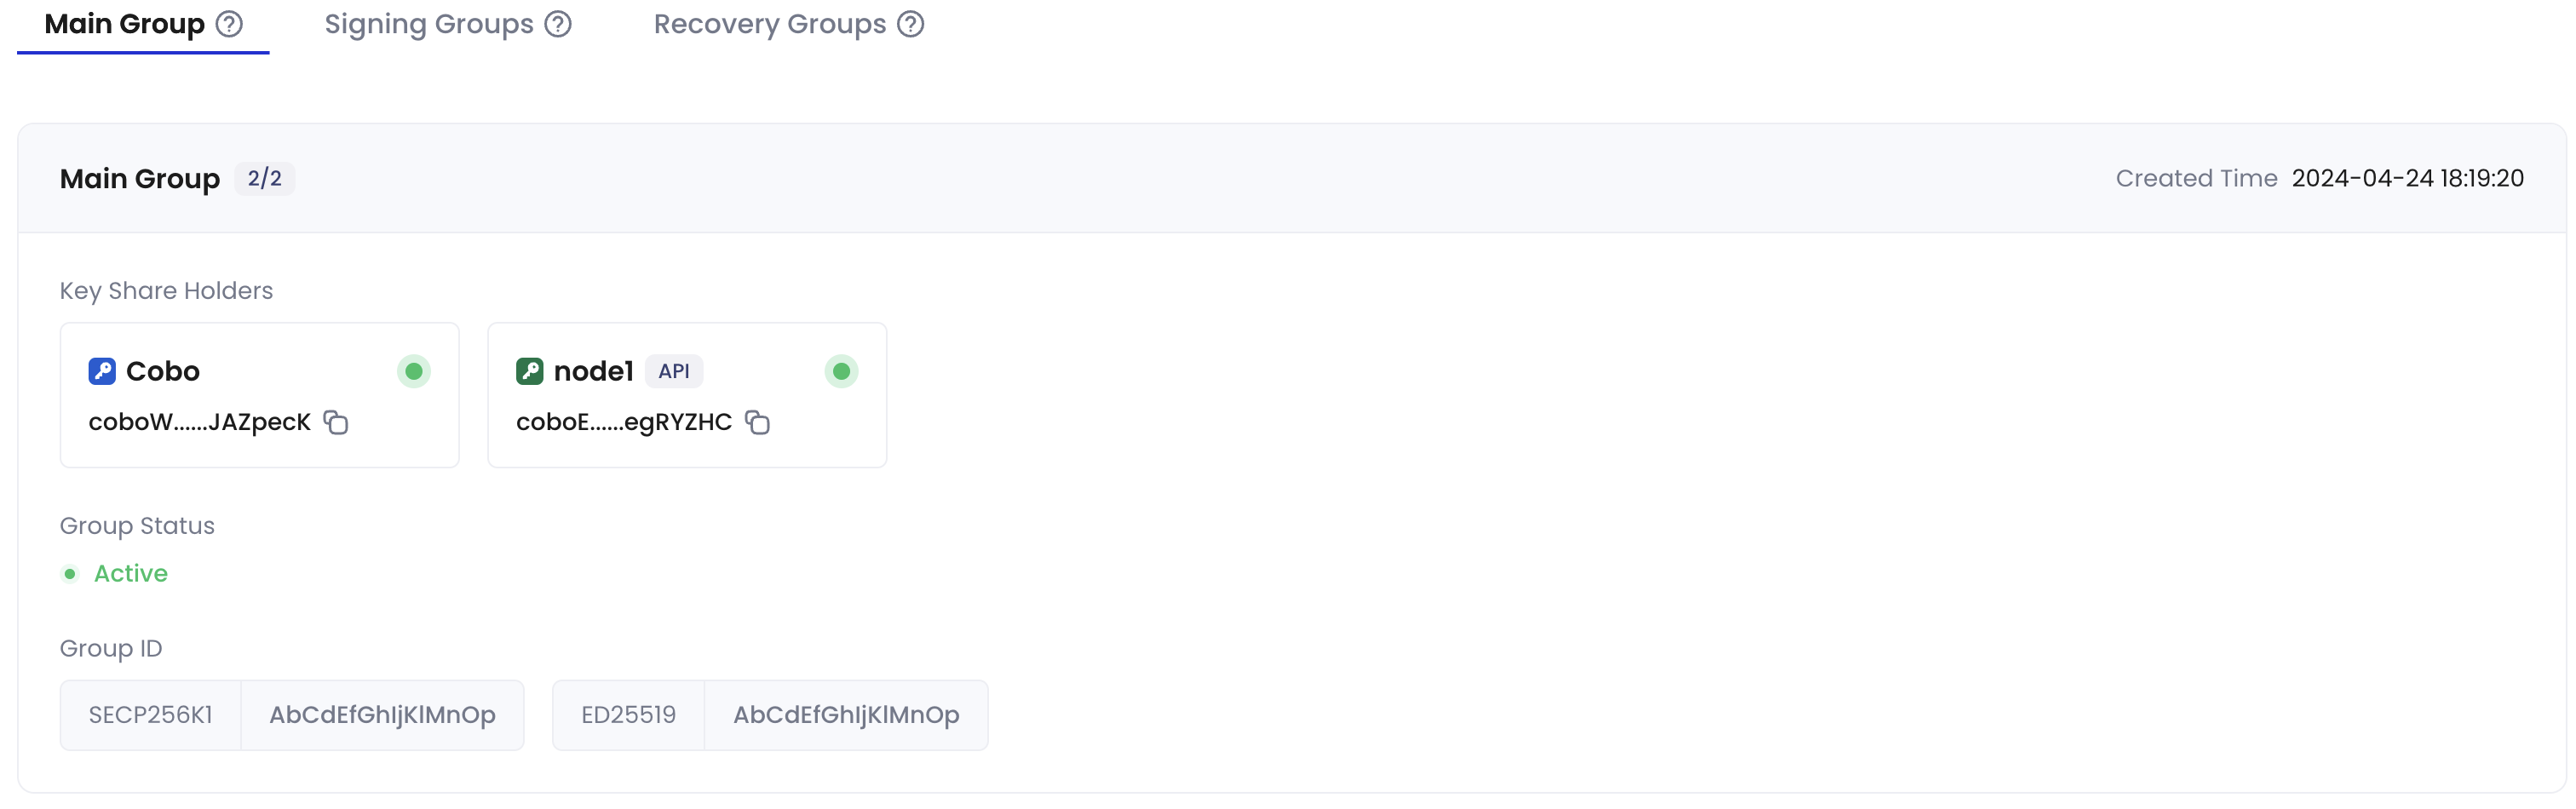 Main Group Signing Groups Recovery Groups
Main Group 2/2 Created Time 2024-04-24 18:19:20
Key Share Holders
Cobo
coboW......JAZpecK
node1 API
coboE......egRYZHC
Group Status
Active
Group ID
SECP256K1 AbCdEfGhIjKlMnOp ED25519 AbCdEfGhIjKlMnOp